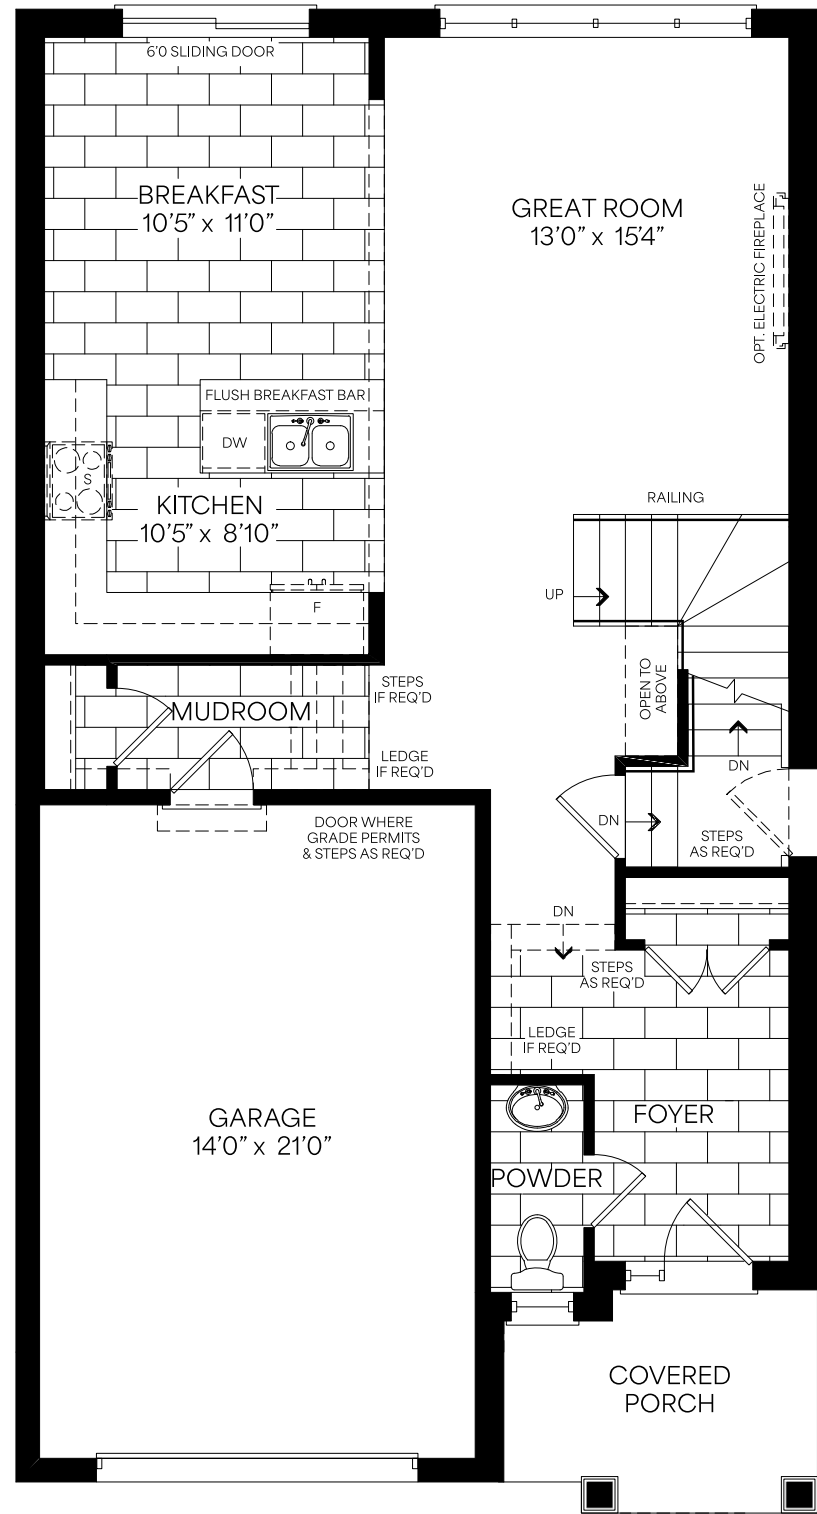 6'0 SLIDING DOOR
BREAKFAST
10'5” x 11'0”
GREAT ROOM
13'0” x 15'4”
OPT. ELECTRIC FIREPLACE
FLUSH BREAKFAST BAR
DW
S
KITCHEN
10'5” x 8'10”
F
RAILING
UP
OPEN TO
ABOVE
STEPS
IF REQ'D
MUDROOM
LEDGE
IF REQ'D
DN
DN
STEPS
AS REQ'D
DOOR WHERE
GRADE PERMITS
& STEPS AS REQ'D
DN
STEPS
AS REQ'D
LEDGE
IF REQ'D
GARAGE
14'0” x 21'0”
FOYER
POWDER
COVERED
PORCH